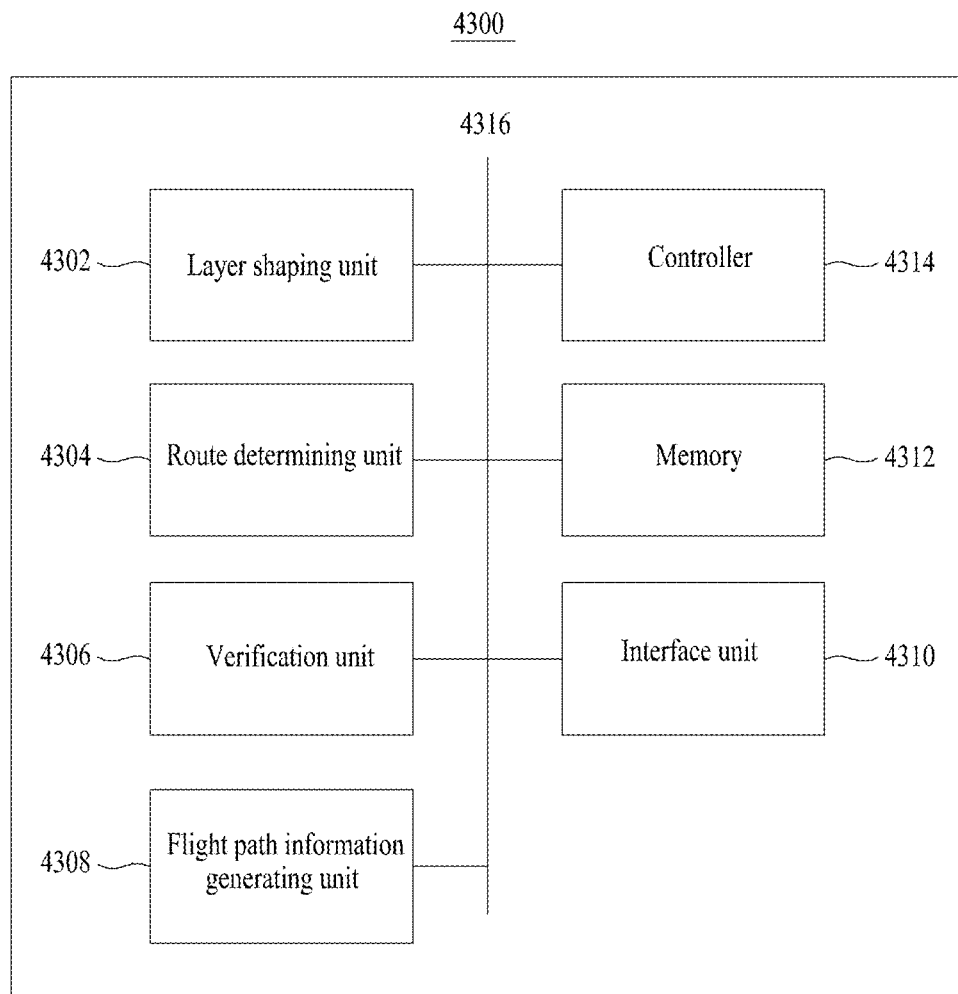 4300
4316
4302
Layer shaping unit
Controller
4314
4304
Route determining unit
Memory
4312
4306
Verification unit
Interface unit
4310
4308
Flight path information
generating unit